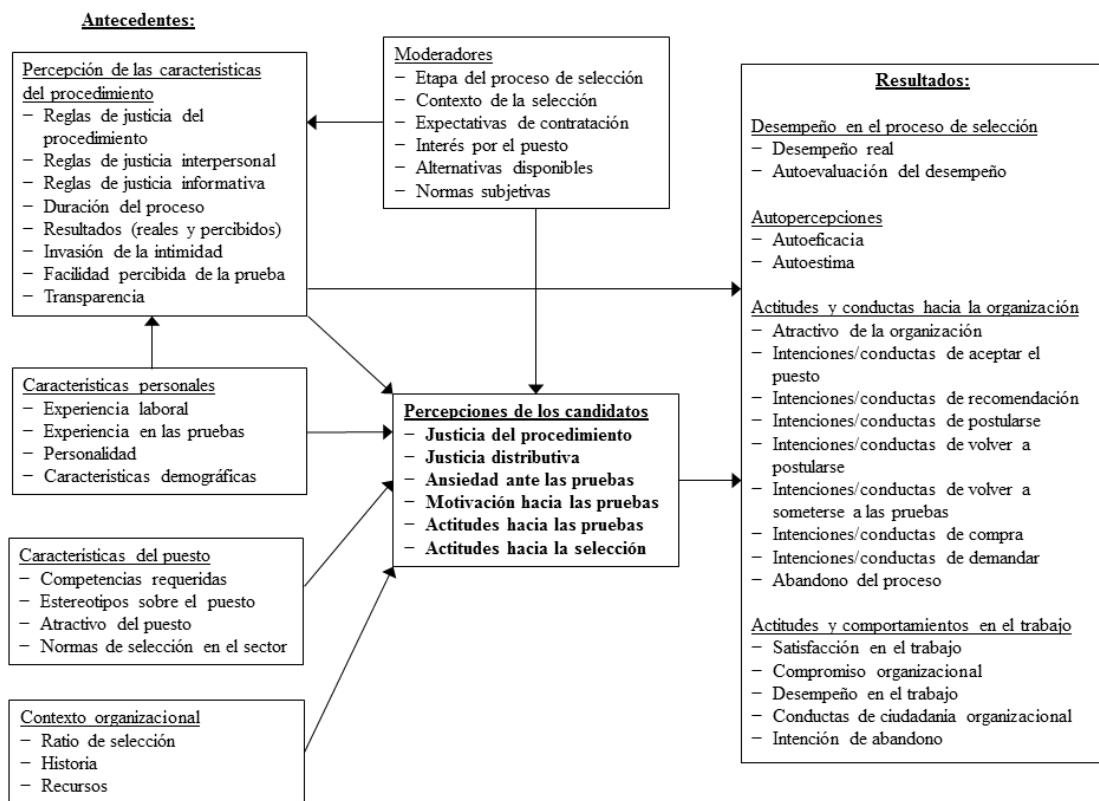 Antecedentes:
Percepción de las características
del procedimiento
− Reglas de justicia del
procedimiento
− Reglas de justicia interpersonal
− Reglas de justicia informativa
− Duración del proceso
− Resultados (reales y percibidos)
− Invasión de la intimidad
− Facilidad percibida de la prueba
− Transparencia
Características personales
− Experiencia laboral
− Experiencia en las pruebas
− Personalidad
− Características demográficas
Características del puesto
− Competencias requeridas
− Estereotipos sobre el puesto
− Atractivo del puesto
− Normas de selección en el sector
Contexto organizacional
− Ratio de selección
− Historia
− Recursos
Moderadores
− Etapa del proceso de selección
− Contexto de la selección
− Expectativas de contratación
− Interés por el puesto
− Alternativas disponibles
− Normas subjetivas
Percepciones de los candidatos
− Justicia del procedimiento
− Justicia distributiva
− Ansiedad ante las pruebas
− Motivación hacia las pruebas
− Actitudes hacia las pruebas
− Actitudes hacia la selección
Resultados:
Desempeño en el proceso de selección
− Desempeño real
− Autoevaluación del desempeño
Autopercepciones
− Autoeficacia
− Autoestima
Actitudes y conductas hacia la organización
− Atractivo de la organización
− Intenciones/conductas de aceptar el
puesto
− Intenciones/conductas de recomendación
− Intenciones/conductas de postularse
− Intenciones/conductas de volver a
postularse
− Intenciones/conductas de volver a
someterse a las pruebas
− Intenciones/conductas de compra
− Intenciones/conductas de demandar
− Abandono del proceso
Actitudes y comportamientos en el trabajo
− Satisfacción en el trabajo
− Compromiso organizacional
− Desempeño en el trabajo
− Conductas de ciudadanía organizacional
− Intención de abandono